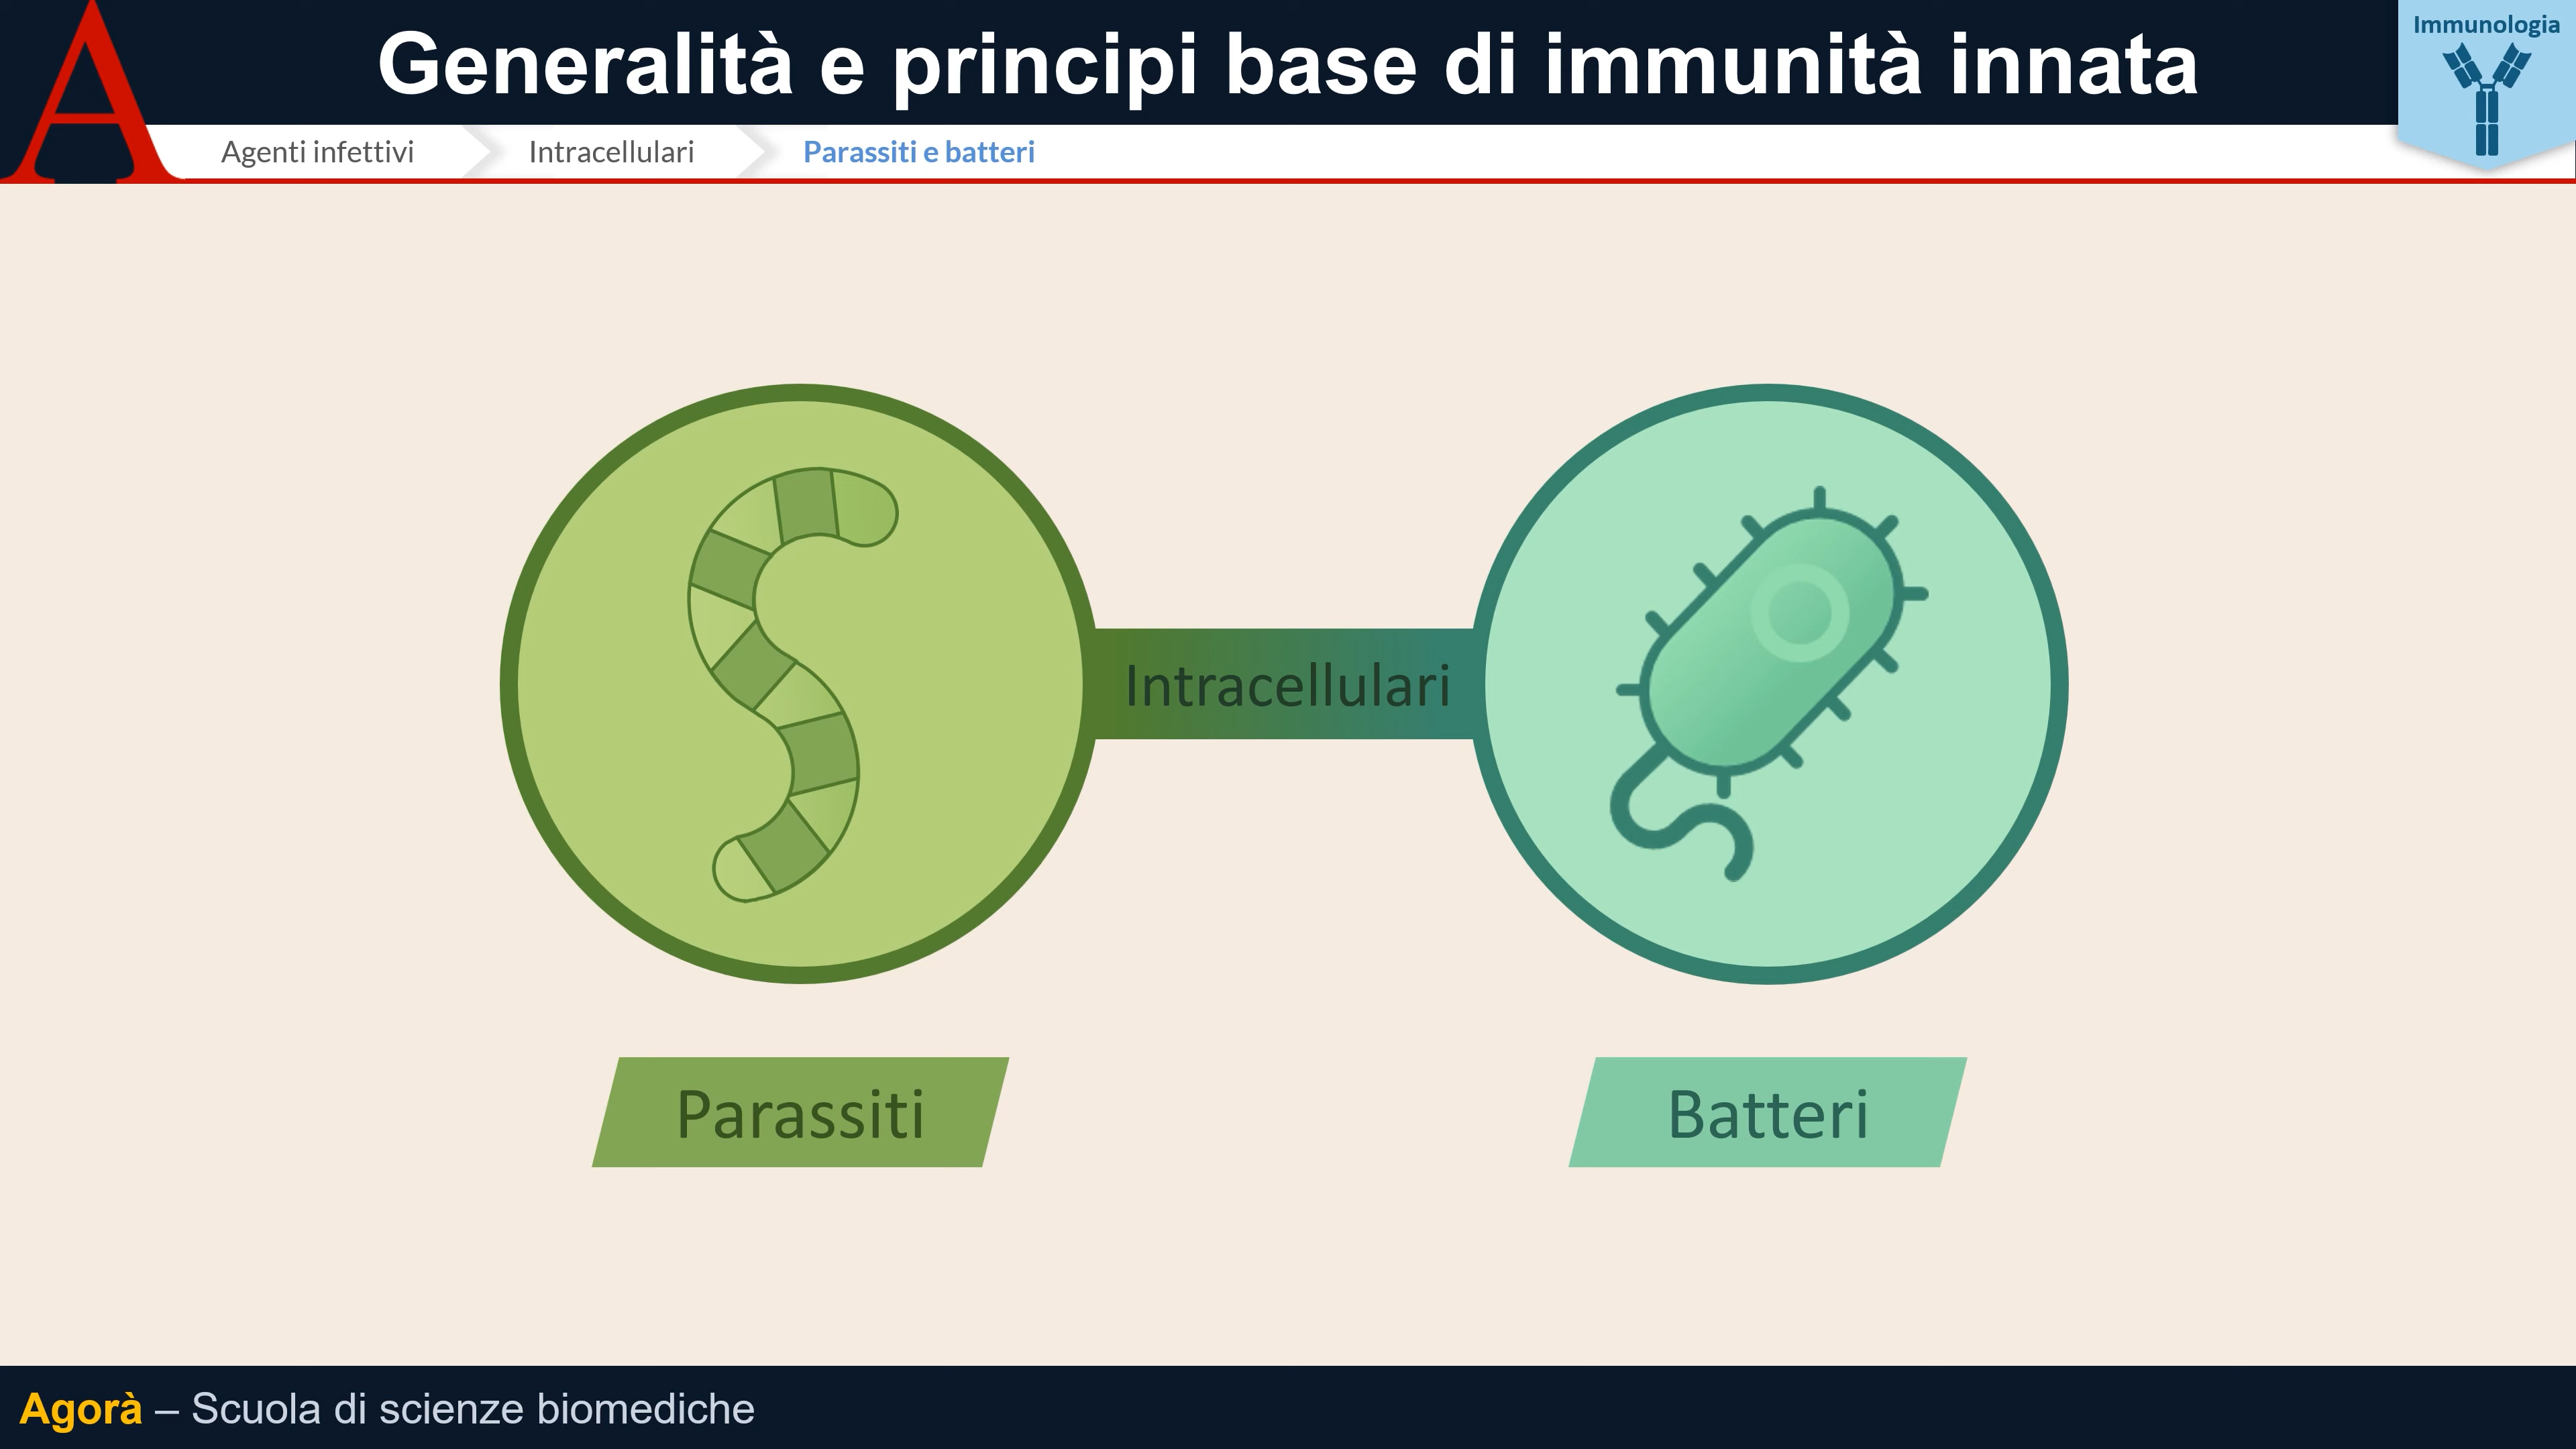 Generalità e principi base di immunità innata
Immunologia
A
Agenti infettivi
Intracellulari
Parassiti e batteri
Intracellulari
Parassiti
Batteri
Agorà – Scuola di scienze biomediche